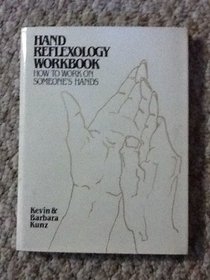 HAND
REFLEXOLOGY
WORKBOOK
HOW TO WORK ON
SOMEONE'S HANDS
Kevin &
Barbara
Kunz